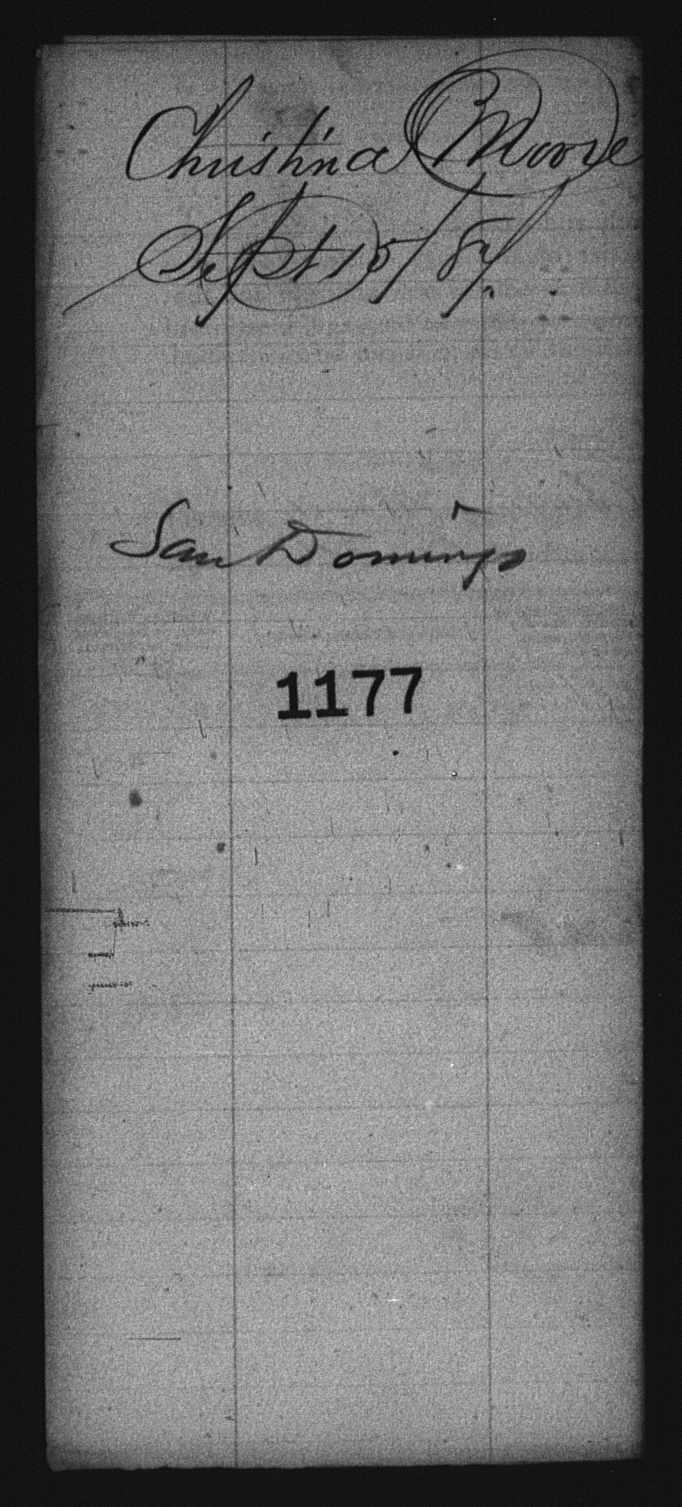 Christina Moore
Sept 15/87.
San Domingo
1177